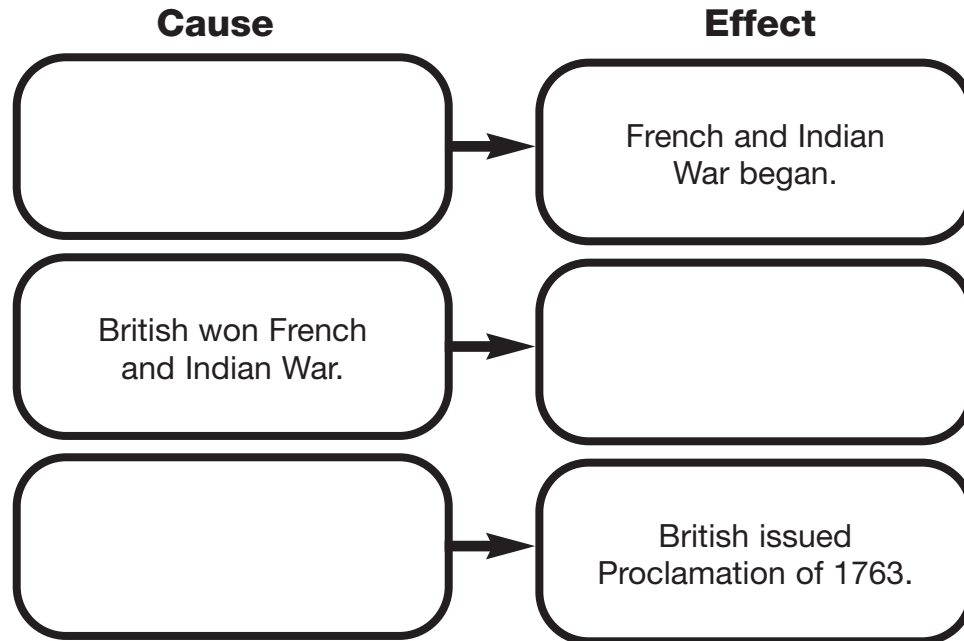 Cause
Effect
French and Indian
War began.
British won French
and Indian War.
British issued
Proclamation of 1763.